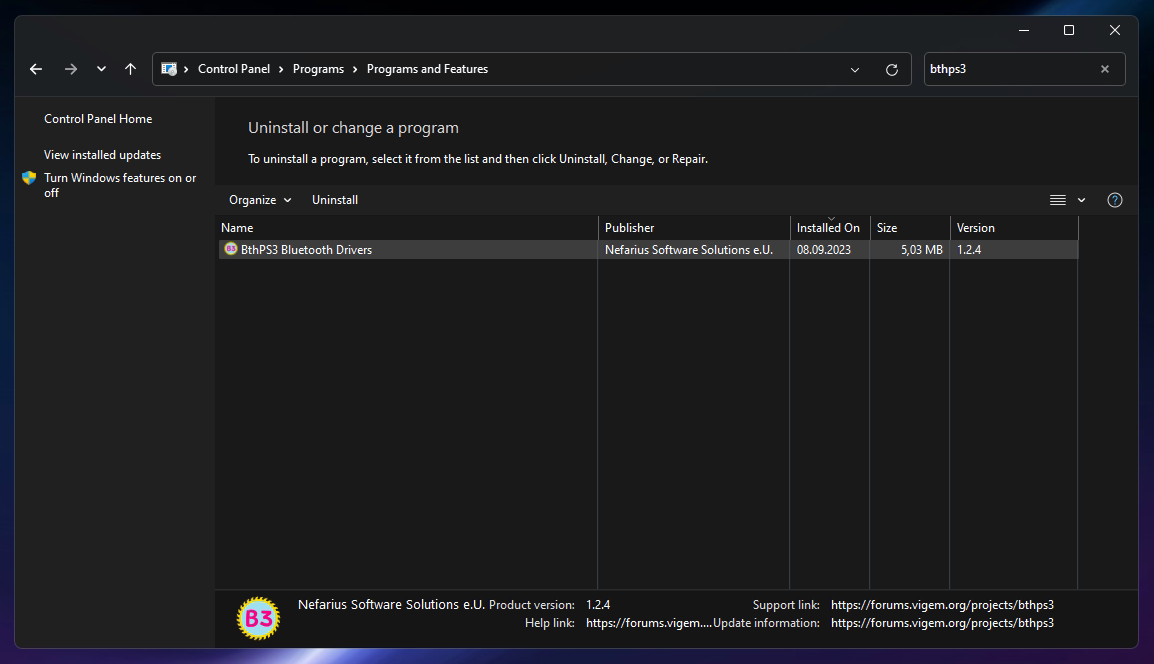 Control Panel > Programs > Programs and Features
bthps3
Control Panel Home
View installed updates
Turn Windows features on or
off
Uninstall or change a program
To uninstall a program, select it from the list and then click Uninstall, Change, or Repair.
Organize Uninstall
Name Publisher Installed On Size Version
B3 BthPS3 Bluetooth Drivers Nefarius Software Solutions e.U. 08.09.2023 5,03 MB 1.2.4
B3
Nefarius Software Solutions e.U. Product version: 1.2.4 Support link: https://forums.vigem.org/projects/bthps3
Help link: https://forums.vigem.... Update information: https://forums.vigem.org/projects/bthps3